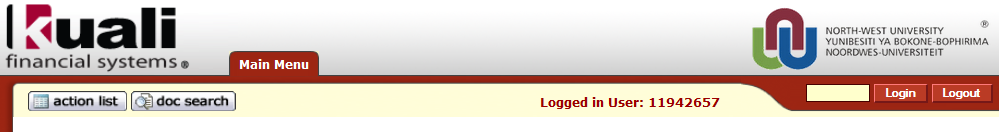 Kuali
financial systems®
Main Menu
NORTH-WEST UNIVERSITY ®
YUNIBESITI YA BOKONE-BOPHIRIMA
NOORDWES-UNIVERSITEIT
action list doc search Logged in User: 11942657 Login Logout